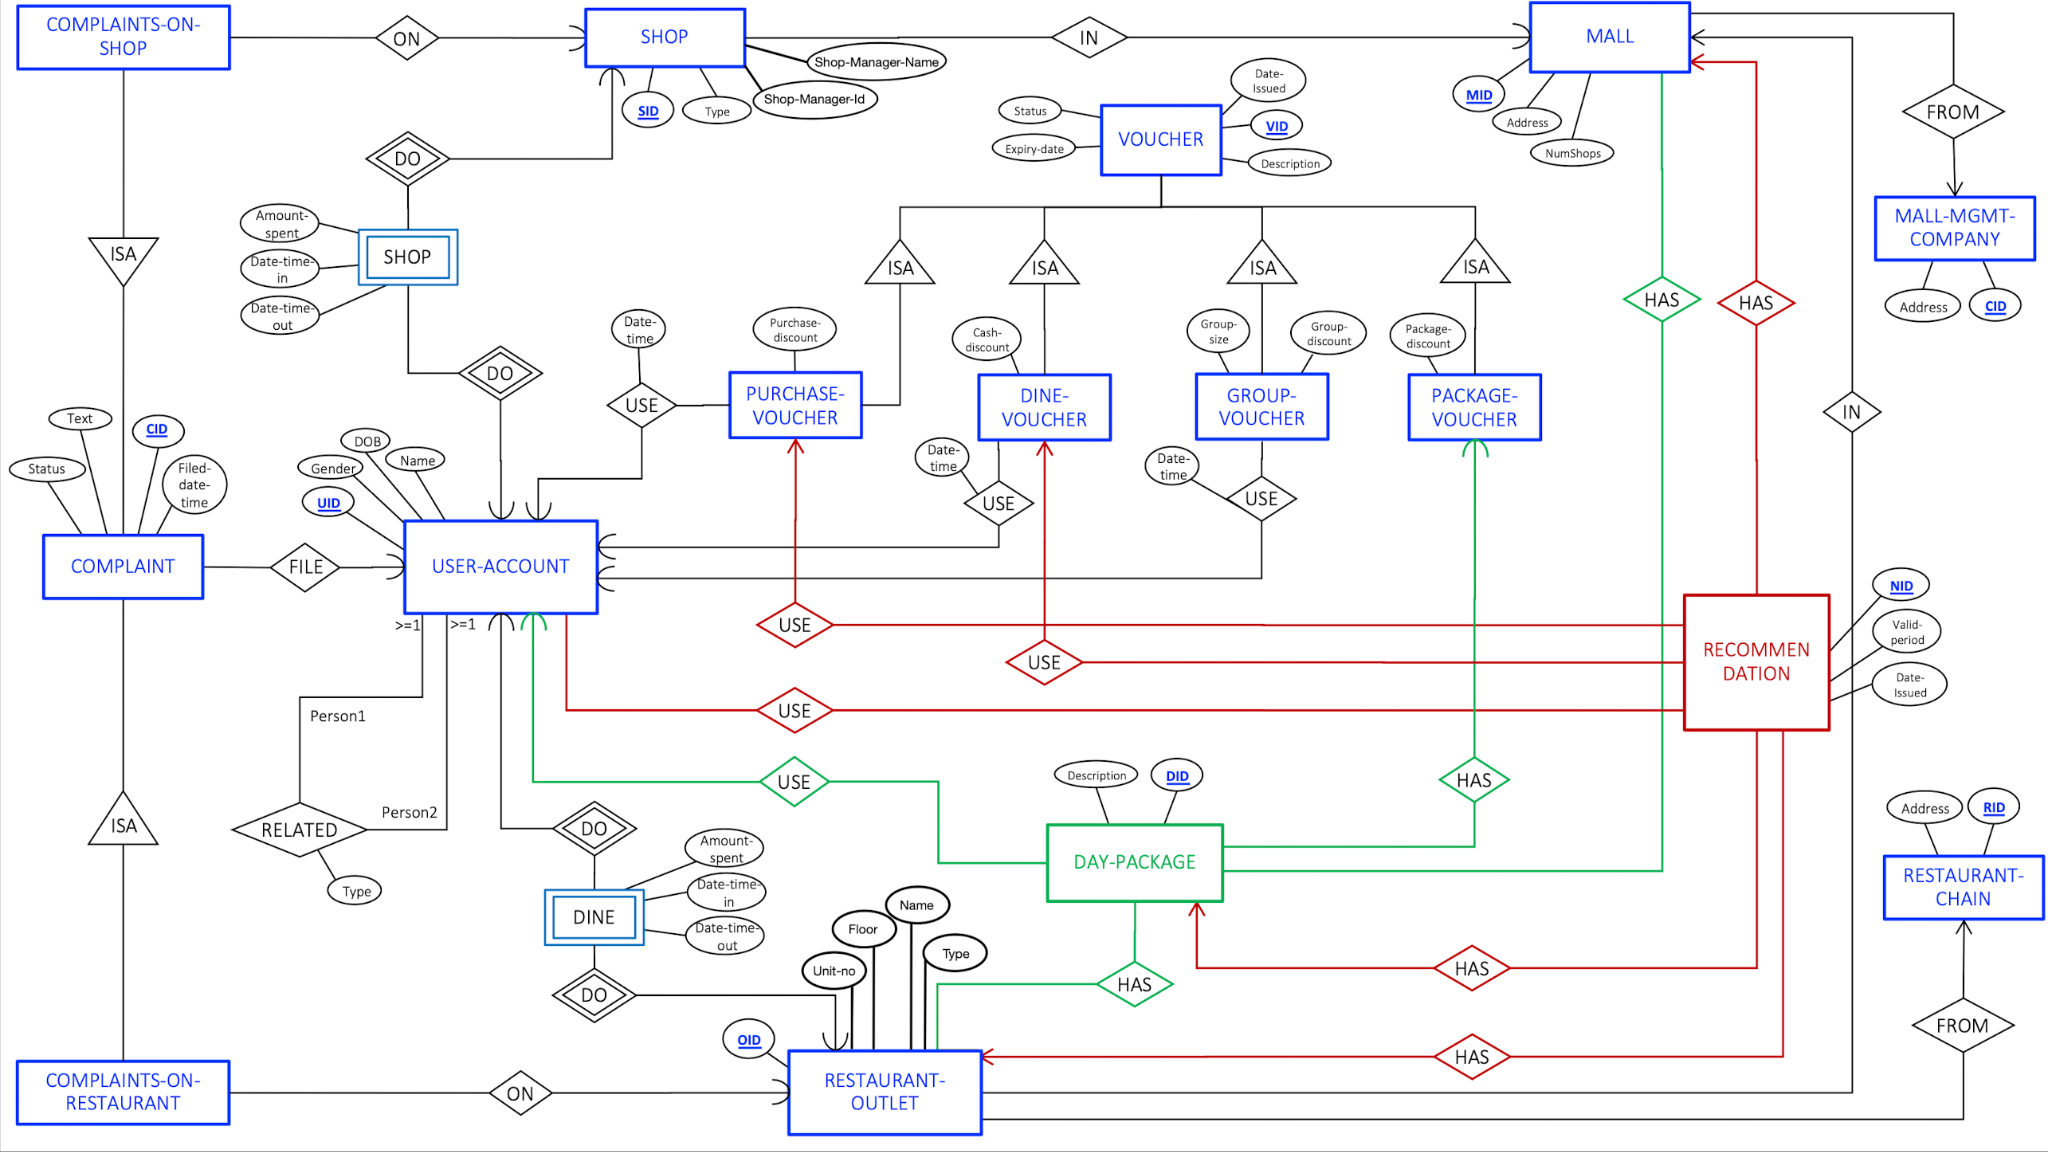 COMPLAINTS-ON-
SHOP
ON
SHOP
IN
MALL
Shop-Manager-Name
Shop-Manager-Id
SID
Type
Date-
Issued
Status
VID
VOUCHER
Expiry-date
Description
MID
Address
NumShops
FROM
DO
MALL-MGMT-
COMPANY
Address
CID
Amount-
spent
Date-time-
in
Date-time-
out
SHOP
ISA
ISA
ISA
ISA
ISA
HAS
HAS
DO
Date-
time
USE
Purchase-
discount
PURCHASE-
VOUCHER
Cash-
discount
DINE-
VOUCHER
Group-
size
Group-
discount
GROUP-
VOUCHER
Package-
discount
PACKAGE-
VOUCHER
IN
Text
CID
Status
Filed-
date-
time
DOB
Gender
Name
UID
Date-
time
USE
Date-
time
USE
COMPLAINT
FILE
USER-ACCOUNT
>=1
>=1
USE
USE
USE
RECOMMEN
DATION
NID
Valid-
period
Date-
Issued
Person1
Person2
RELATED
Type
USE
HAS
Description
DID
DAY-PACKAGE
Address
RID
RESTAURANT-
CHAIN
ISA
DO
Amount-
spent
Date-time-
in
Date-time-
out
DINE
DO
Name
Floor
Type
Unit-no
HAS
HAS
HAS
FROM
OID
COMPLAINTS-ON-
RESTAURANT
ON
RESTAURANT-
OUTLET